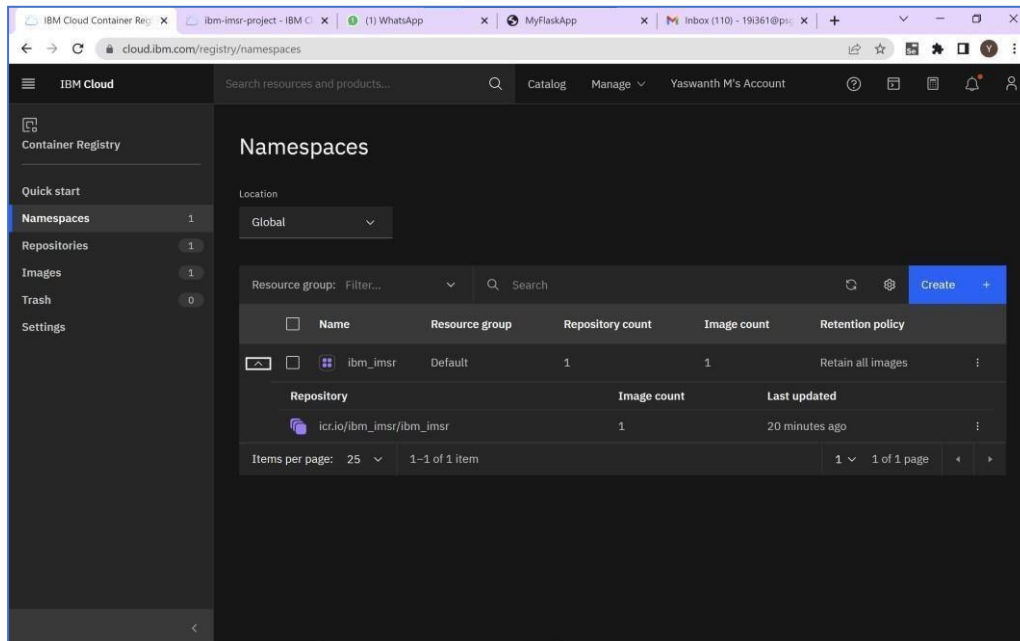 IBM Cloud Container Reg
ibm-imsr-project - IBM C
(1) WhatsApp
MyFlaskApp
Inbox (110) - 19i361@psg
cloud.ibm.com/registry/namespaces
Y
IBM Cloud
Search resources and products...
Catalog
Manage
Yaswanth M's Account
Container Registry
Quick start
Namespaces 1
Repositories 1
Images 1
Trash 0
Settings
Namespaces
Location
Global
Resource group: Filter...
Search
Create +
Name Resource group Repository count Image count Retention policy
ibm_imsr Default 1 1 Retain all images
Repository Image count Last updated
icr.io/ibm_imsr/ibm_imsr 1 20 minutes ago
Items per page: 25 1–1 of 1 item 1 1 of 1 page